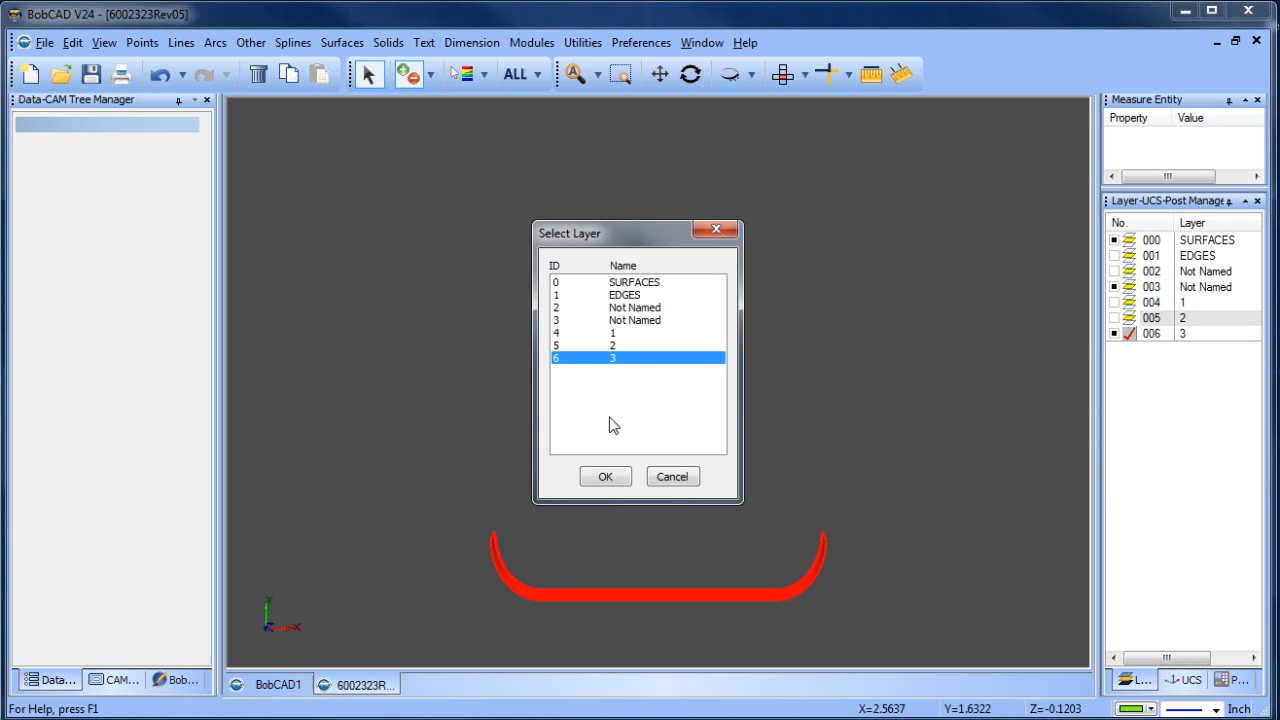 BobCAD V24 - [6002323Rev05]
File Edit View Points Lines Arcs Other Splines Surfaces Solids Text Dimension Modules Utilities Preferences Window Help
ALL
Data-CAM Tree Manager
Measure Entity
Property Value
Layer-UCS-Post Manage
No. Layer
000 SURFACES
001 EDGES
002 Not Named
003 Not Named
004 1
005 2
006 3
Select Layer
ID Name
0 SURFACES
1 EDGES
2 Not Named
3 Not Named
4 1
5 2
6 3
OK Cancel
y
x
Data... CAM... Bob...
BobCAD1 6002323R...
L... UCS P...
For Help, press F1
X=2.5637 Y=1.6322 Z=-0.1203 Inch